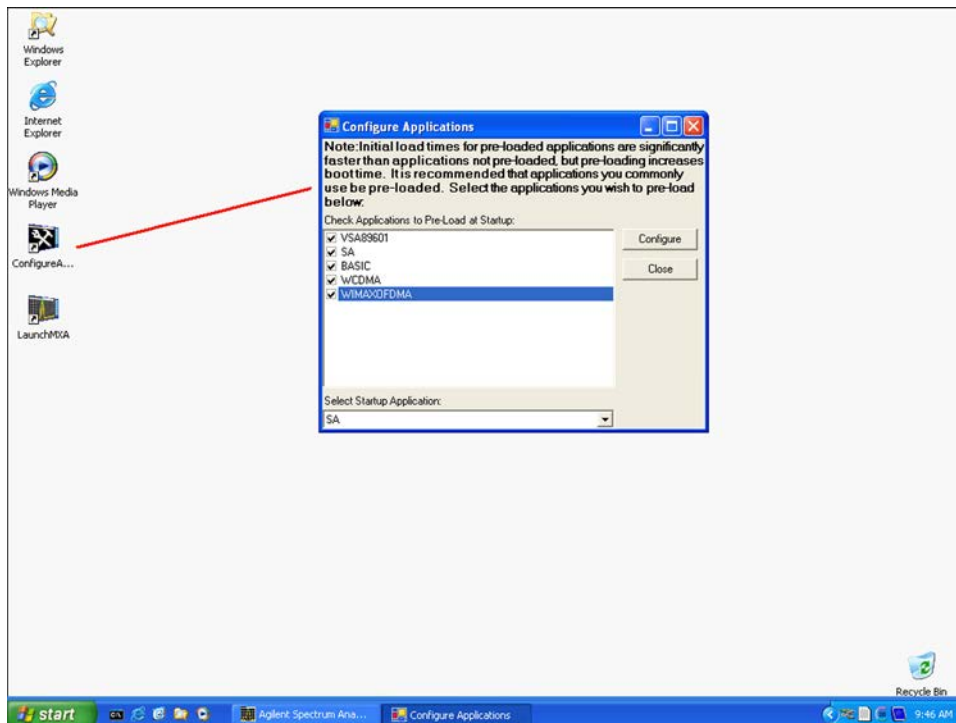 Windows
Explorer
Internet
Explorer
Windows Media
Player
ConfigureA...
LaunchMXA
Configure Applications
Note:Initial load times for pre-loaded applications are significantly
faster than applications not pre-loaded, but pre-loading increases
boot time. It is recommended that applications you commonly
use be pre-loaded. Select the applications you wish to pre-load
below:
Check Applications to Pre-Load at Startup:
VSA89601
SA
BASIC
WCDMA
WIMAXOFDMA
Configure
Close
Select Startup Application:
SA
Recycle Bin
start
Agilent Spectrum Ana...
Configure Applications
9:46 AM